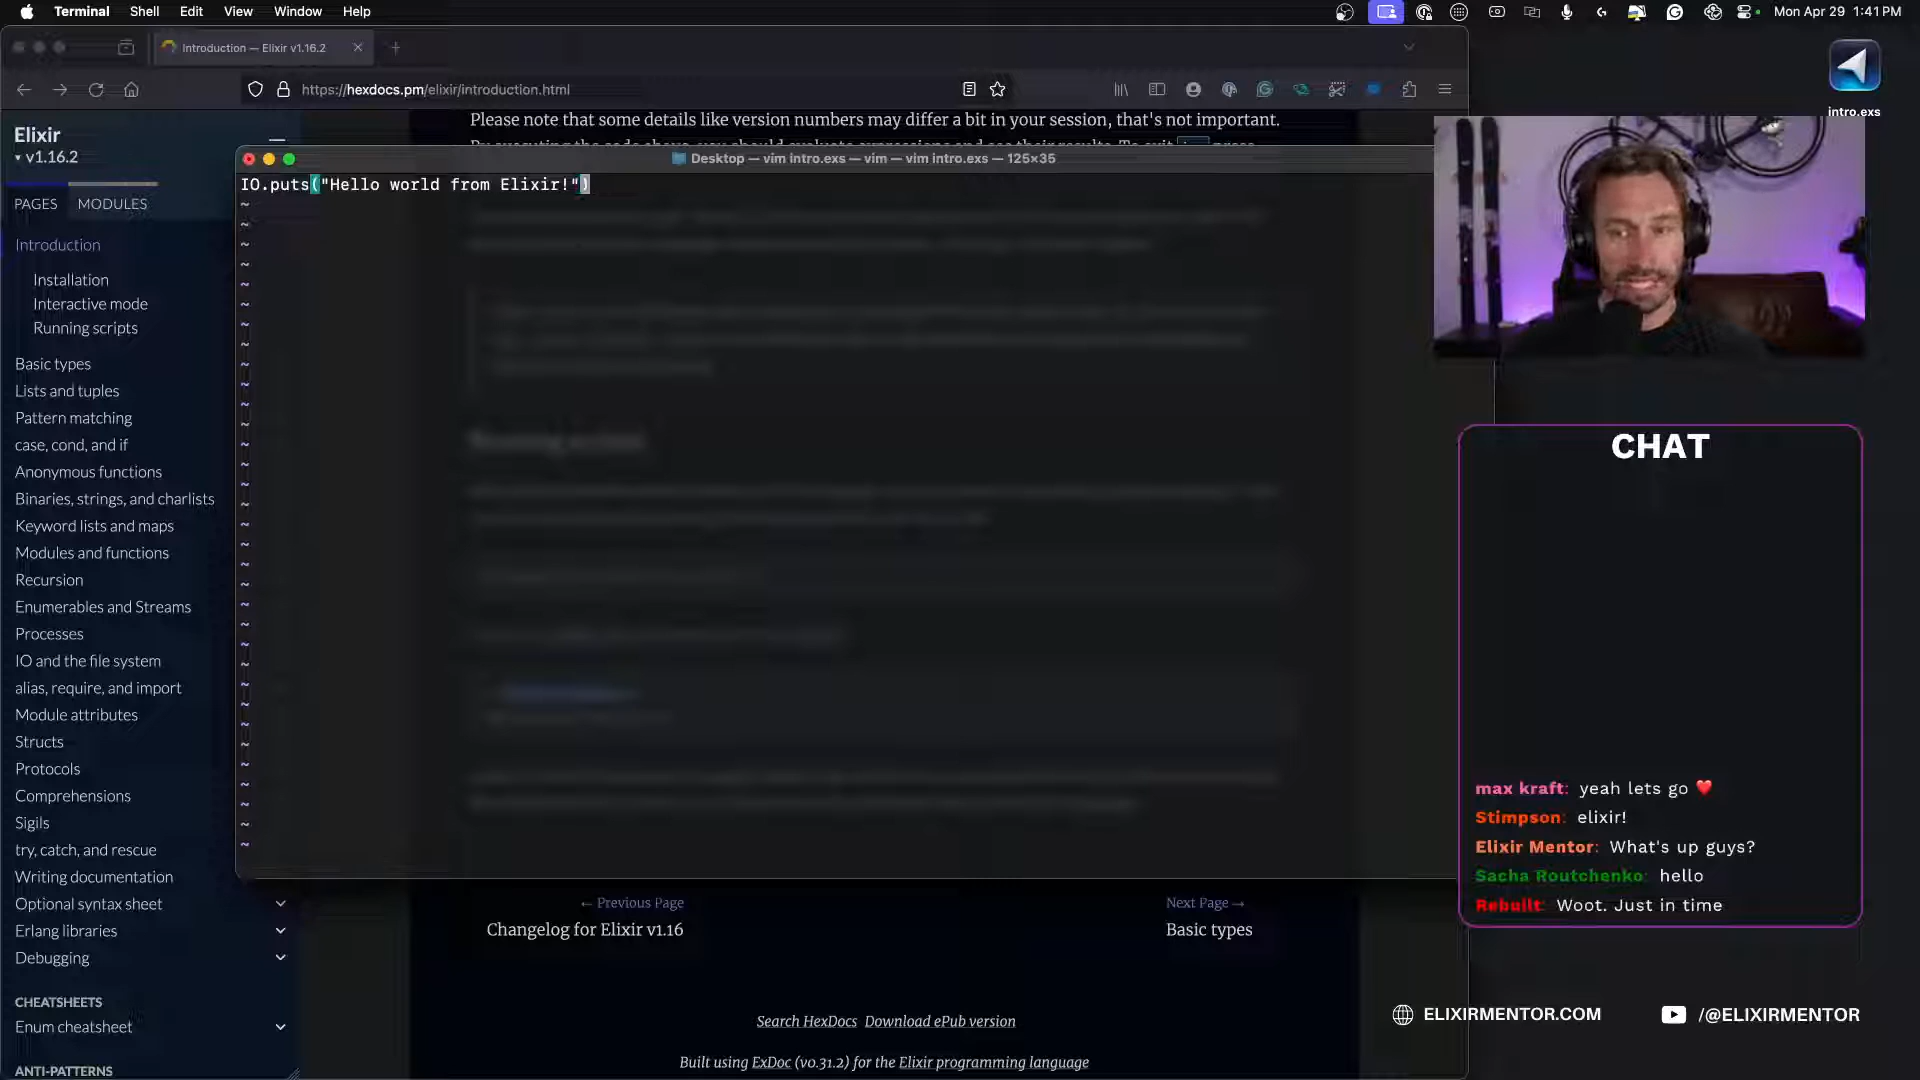 Terminal Shell Edit View Window Help
Mon Apr 29 1:41 PM
Introduction — Elixir v1.16.2
https://hexdocs.pm/elixir/introduction.html
intro.exs
Elixir
v1.16.2
PAGES MODULES
Introduction
Installation
Interactive mode
Running scripts
Basic types
Lists and tuples
Pattern matching
case, cond, and if
Anonymous functions
Binaries, strings, and charlists
Keyword lists and maps
Modules and functions
Recursion
Enumerables and Streams
Processes
IO and the file system
alias, require, and import
Module attributes
Structs
Protocols
Comprehensions
Sigils
try, catch, and rescue
Writing documentation
Optional syntax sheet
Erlang libraries
Debugging
CHEATSHEETS
Enum cheatsheet
ANTI-PATTERNS
Please note that some details like version numbers may differ a bit in your session, that's not important.
Desktop — vim intro.exs — vim — vim intro.exs — 125×35
IO.puts("Hello world from Elixir!")
← Previous Page
Changelog for Elixir v1.16
Next Page →
Basic types
Search HexDocs Download ePub version
Built using ExDoc (v0.31.2) for the Elixir programming language
CHAT
max kraft: yeah lets go ❤️
Stimpson: elixir!
Elixir Mentor: What's up guys?
Sacha Routchenko: hello
Rebuilt: Woot. Just in time
ELIXIRMENTOR.COM
/@ELIXIRMENTOR